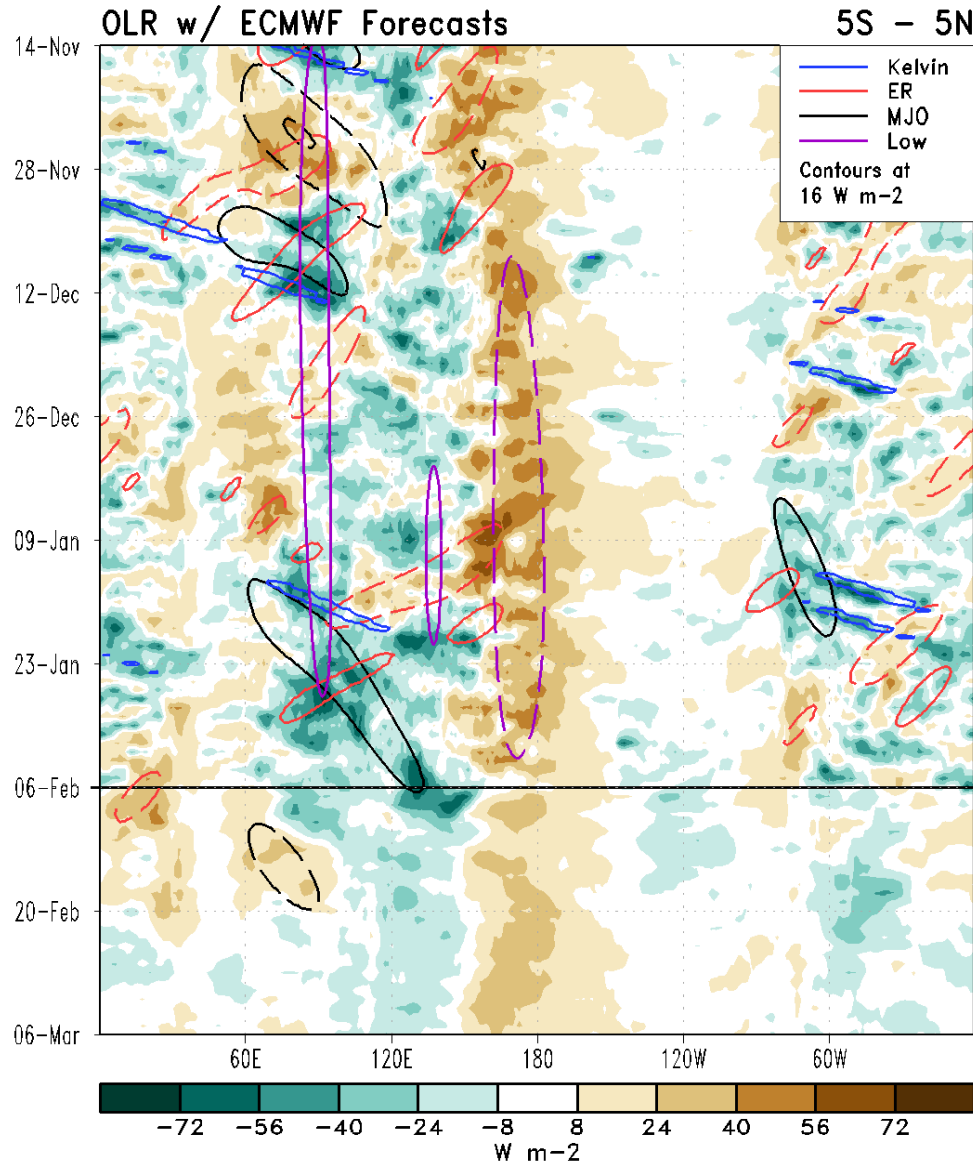 OLR w/ ECMWF Forecasts 5S - 5N
14-Nov
28-Nov
12-Dec
26-Dec
09-Jan
23-Jan
06-Feb
20-Feb
06-Mar
Kelvin
ER
MJO
Low
Contours at
16 W m-2
60E 120E 180 120W 60W
-72 -56 -40 -24 -8 8 24 40 56 72
W m-2